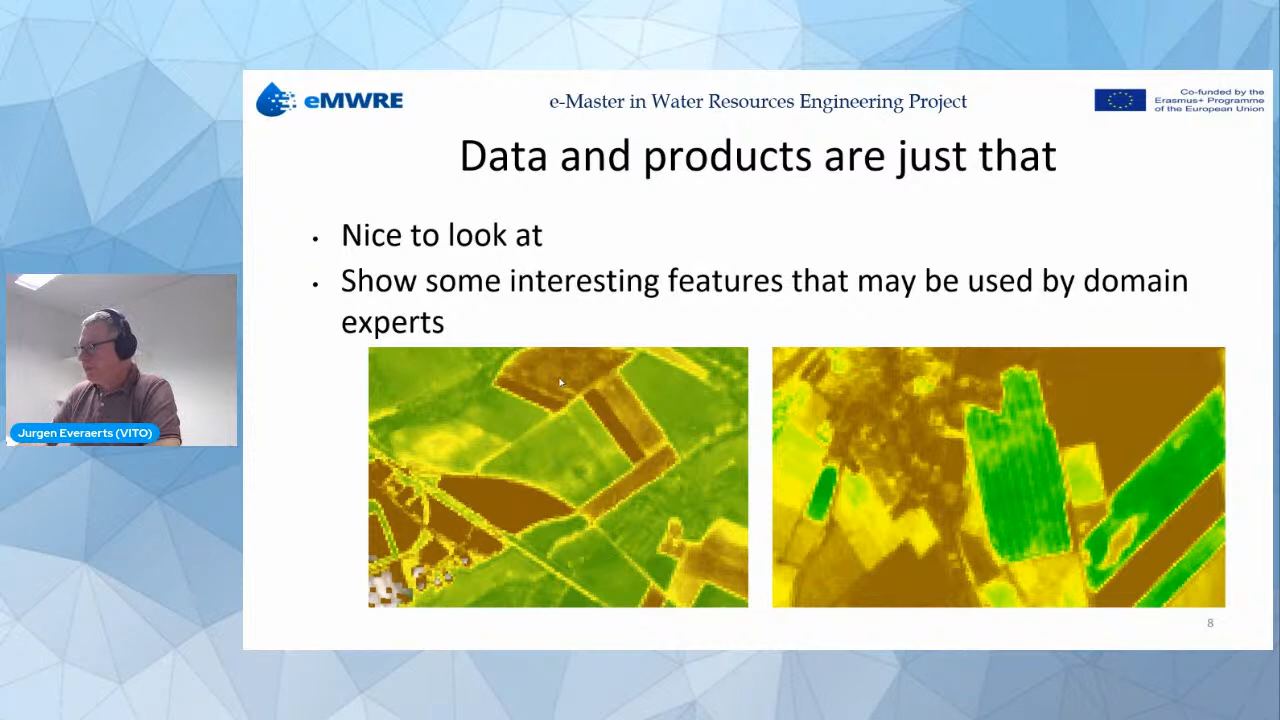 eMWRE
e-Master in Water Resources Engineering Project
Co-funded by the
Erasmus+ Programme
of the European Union
Data and products are just that
• Nice to look at
• Show some interesting features that may be used by domain
experts
Jurgen Everaerts (VITO)
8